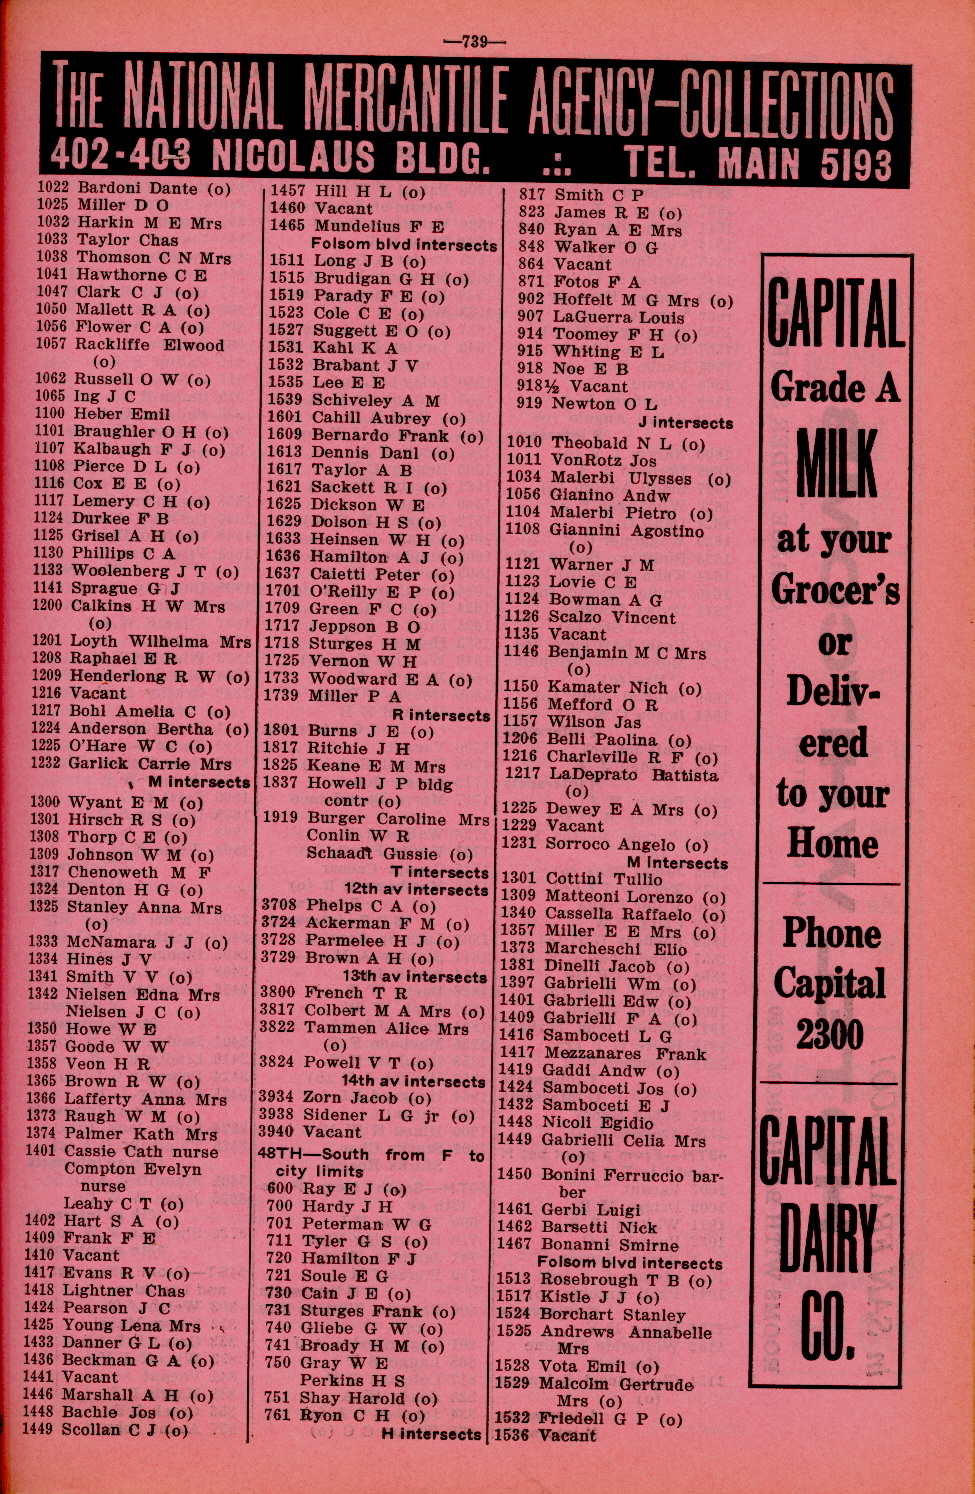 —739—
THE NATIONAL MERCANTILE AGENCY—COLLECTIONS
402-403 NICOLAUS BLDG. .:. TEL. MAIN 5193
1022 Bardoni Dante (o)
1025 Miller D O
1032 Harkin M E Mrs
1033 Taylor Chas
1038 Thomson C N Mrs
1041 Hawthorne C E
1047 Clark C J (o)
1050 Mallett R A (o)
1056 Flower C A (o)
1057 Rackliffe Elwood
(o)
1062 Russell O W (o)
1065 Ing J C
1100 Heber Emil
1101 Braughler O H (o)
1107 Kalbaugh F J (o)
1108 Pierce D L (o)
1116 Cox E E (o)
1117 Lemery C H (o)
1124 Durkee F B
1125 Grisel A H (o)
1130 Phillips C A
1133 Woolenberg J T (o)
1141 Sprague G J
1200 Calkins H W Mrs
(o)
1201 Loyth Wilhelma Mrs
1208 Raphael E R
1209 Henderlong R W (o)
1216 Vacant
1217 Bohl Amelia C (o)
1224 Anderson Bertha (o)
1225 O'Hare W C (o)
1232 Garlick Carrie Mrs
M intersects
1300 Wyant E M (o)
1301 Hirsch R S (o)
1308 Thorp C E (o)
1309 Johnson W M (o)
1317 Chenoweth M F
1324 Denton H G (o)
1325 Stanley Anna Mrs
(o)
1333 McNamara J J (o)
1334 Hines J V
1341 Smith V V (o)
1342 Nielsen Edna Mrs
Nielsen J C (o)
1350 Howe W E
1357 Goode W W
1358 Veon H R
1365 Brown R W (o)
1366 Lafferty Anna Mrs
1373 Raugh W M (o)
1374 Palmer Kath Mrs
1401 Cassie Cath nurse
Compton Evelyn
nurse
Leahy C T (o)
1402 Hart S A (o)
1409 Frank F E
1410 Vacant
1417 Evans R V (o)
1418 Lightner Chas
1424 Pearson J C
1425 Young Lena Mrs
1433 Danner G L (o)
1436 Beckman G A (o)
1441 Vacant
1446 Marshall A H (o)
1448 Bachle Jos (o)
1449 Scollan C J (o)
1457 Hill H L (o)
1460 Vacant
1465 Mundelius F E
Folsom blvd intersects
1511 Long J B (o)
1515 Brudigan G H (o)
1519 Parady F E (o)
1523 Cole C E (o)
1527 Suggett E O (o)
1531 Kahl K A
1532 Brabant J V
1535 Lee E E
1539 Schiveley A M
1601 Cahill Aubrey (o)
1609 Bernardo Frank (o)
1613 Dennis Danl (o)
1617 Taylor A B
1621 Sackett R I (o)
1625 Dickson W E
1629 Dolson H S (o)
1633 Heinsen W H (o)
1636 Hamilton A J (o)
1637 Caietti Peter (o)
1701 O'Reilly E P (o)
1709 Green F C (o)
1717 Jeppson B O
1718 Sturges H M
1725 Vernon W H
1733 Woodward E A (o)
1739 Miller P A
R intersects
1801 Burns J E (o)
1817 Ritchie J H
1825 Keane E M Mrs
1837 Howell J P bldg
contr (o)
1919 Burger Caroline Mrs
Conlin W R
Schaadt Gussie (o)
T intersects
12th av intersects
3708 Phelps C A (o)
3724 Ackerman F M (o)
3728 Parmelee H J (o)
3729 Brown A H (o)
13th av intersects
3800 French T R
3817 Colbert M A Mrs (o)
3822 Tammen Alice Mrs
(o)
3824 Powell V T (o)
14th av intersects
3934 Zorn Jacob (o)
3938 Sidener L G jr (o)
3940 Vacant
48TH—South from F to
city limits
600 Ray E J (o)
700 Hardy J H
701 Peterman W G
711 Tyler G S (o)
720 Hamilton F J
721 Soule E G
730 Cain J E (o)
731 Sturges Frank (o)
740 Gliebe G W (o)
741 Broady H M (o)
750 Gray W E
Perkins H S
751 Shay Harold (o)
761 Ryon C H (o)
H intersects
817 Smith C P
823 James R E (o)
840 Ryan A E Mrs
848 Walker O G
864 Vacant
871 Fotos F A
902 Hoffelt M G Mrs (o)
907 LaGuerra Louis
914 Toomey F H (o)
915 Whiting E L
918 Noe E B
918½ Vacant
919 Newton O L
J intersects
1010 Theobald N L (o)
1011 VonRotz Jos
1034 Malerbi Ulysses (o)
1056 Gianino Andw
1104 Malerbi Pietro (o)
1108 Giannini Agostino
(o)
1121 Warner J M
1123 Lovie C E
1124 Bowman A G
1126 Scalzo Vincent
1135 Vacant
1146 Benjamin M C Mrs
(o)
1150 Kamater Nich (o)
1156 Mefford O R
1157 Wilson Jas
1206 Belli Paolina (o)
1216 Charleville R F (o)
1217 LaDeprato Battista
(o)
1225 Dewey E A Mrs (o)
1229 Vacant
1231 Sorroco Angelo (o)
M intersects
1301 Cottini Tullio
1309 Matteoni Lorenzo (o)
1340 Cassella Raffaelo (o)
1357 Miller E E Mrs (o)
1373 Marcheschi Elio
1381 Dinelli Jacob (o)
1397 Gabrielli Wm (o)
1401 Gabrielli Edw (o)
1409 Gabrielli F A (o)
1416 Samboceti L G
1417 Mezzanares Frank
1419 Gaddi Andw (o)
1424 Samboceti Jos (o)
1432 Samboceti E J
1448 Nicoli Egidio
1449 Gabrielli Celia Mrs
(o)
1450 Bonini Ferruccio bar-
ber
1461 Gerbi Luigi
1462 Barsetti Nick
1467 Bonanni Smirne
Folsom blvd intersects
1513 Rosebrough T B (o)
1517 Kistle J J (o)
1524 Borchart Stanley
1525 Andrews Annabelle
Mrs
1528 Vota Emil (o)
1529 Malcolm Gertrude
Mrs (o)
1532 Friedell G P (o)
1536 Vacant
CAPITAL
Grade A
MILK
at your
Grocer's
or
Deliv-
ered
to your
Home
Phone
Capital
2300
CAPITAL
DAIRY
CO.